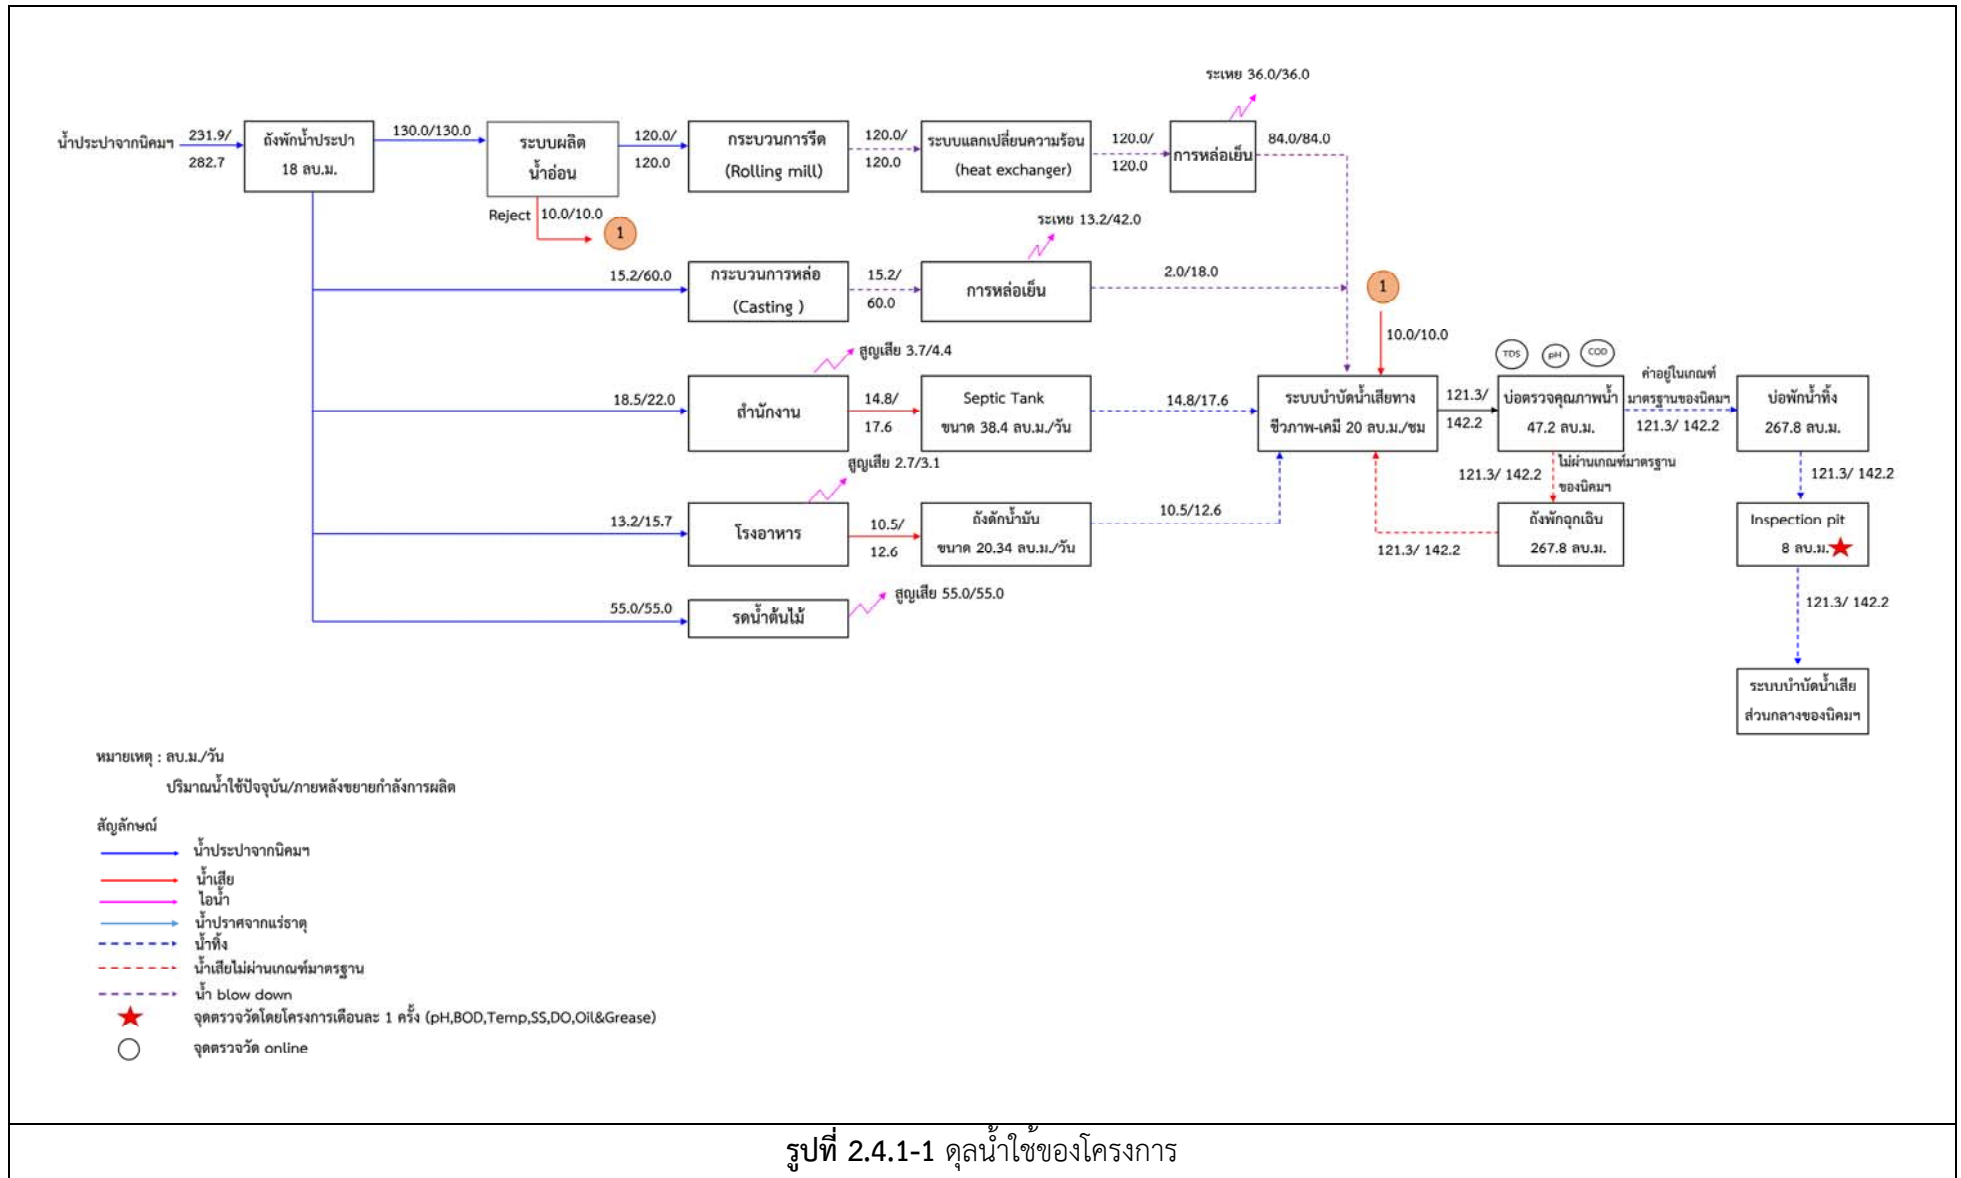 ระเหย 36.0/36.0
น้ำประปาจากนิคมฯ
231.9/
282.7
ถังพักน้ำประปา
18 ลบ.ม.
130.0/130.0
ระบบผลิต
น้ำอ่อน
120.0/
120.0
กระบวนการรีด
(Rolling mill)
120.0/
120.0
ระบบแลกเปลี่ยนความร้อน
(heat exchanger)
120.0/
120.0
การหล่อเย็น
84.0/84.0
Reject
10.0/10.0
1
ระเหย 13.2/42.0
15.2/60.0
กระบวนการหล่อ
(Casting )
15.2/
60.0
การหล่อเย็น
2.0/18.0
1
10.0/10.0
สูญเสีย 3.7/4.4
18.5/22.0
สำนักงาน
14.8/
17.6
Septic Tank
ขนาด 38.4 ลบ.ม./วัน
14.8/17.6
ระบบบำบัดน้ำเสียทาง
ชีวภาพ-เคมี 20 ลบ.ม./ชม
121.3/
142.2
TDS
pH
COD
บ่อตรวจคุณภาพน้ำ
47.2 ลบ.ม.
ค่าอยู่ในเกณฑ์
มาตรฐานของนิคมฯ
121.3/ 142.2
บ่อพักน้ำทิ้ง
267.8 ลบ.ม.
สูญเสีย 2.7/3.1
121.3/ 142.2
ไม่ผ่านเกณฑ์มาตรฐาน
ของนิคมฯ
121.3/ 142.2
13.2/15.7
โรงอาหาร
10.5/
12.6
ถังดักน้ำมัน
ขนาด 20.34 ลบ.ม./วัน
10.5/12.6
121.3/ 142.2
ถังพักฉุกเฉิน
267.8 ลบ.ม.
Inspection pit
8 ลบ.ม.
55.0/55.0
รดน้ำต้นไม้
สูญเสีย 55.0/55.0
121.3/ 142.2
ระบบบำบัดน้ำเสีย
ส่วนกลางของนิคมฯ
หมายเหตุ : ลบ.ม./วัน
ปริมาณน้ำใช้ปัจจุบัน/ภายหลังขยายกำลังการผลิต
สัญลักษณ์
น้ำประปาจากนิคมฯ
น้ำเสีย
ไอน้ำ
น้ำปราศจากแร่ธาตุ
น้ำทิ้ง
น้ำเสียไม่ผ่านเกณฑ์มาตรฐาน
น้ำ blow down
จุดตรวจวัดโดยโครงการเดือนละ 1 ครั้ง (pH,BOD,Temp,SS,DO,Oil&Grease)
จุดตรวจวัด online
รูปที่ 2.4.1-1 ดุลน้ำใช้ของโครงการ